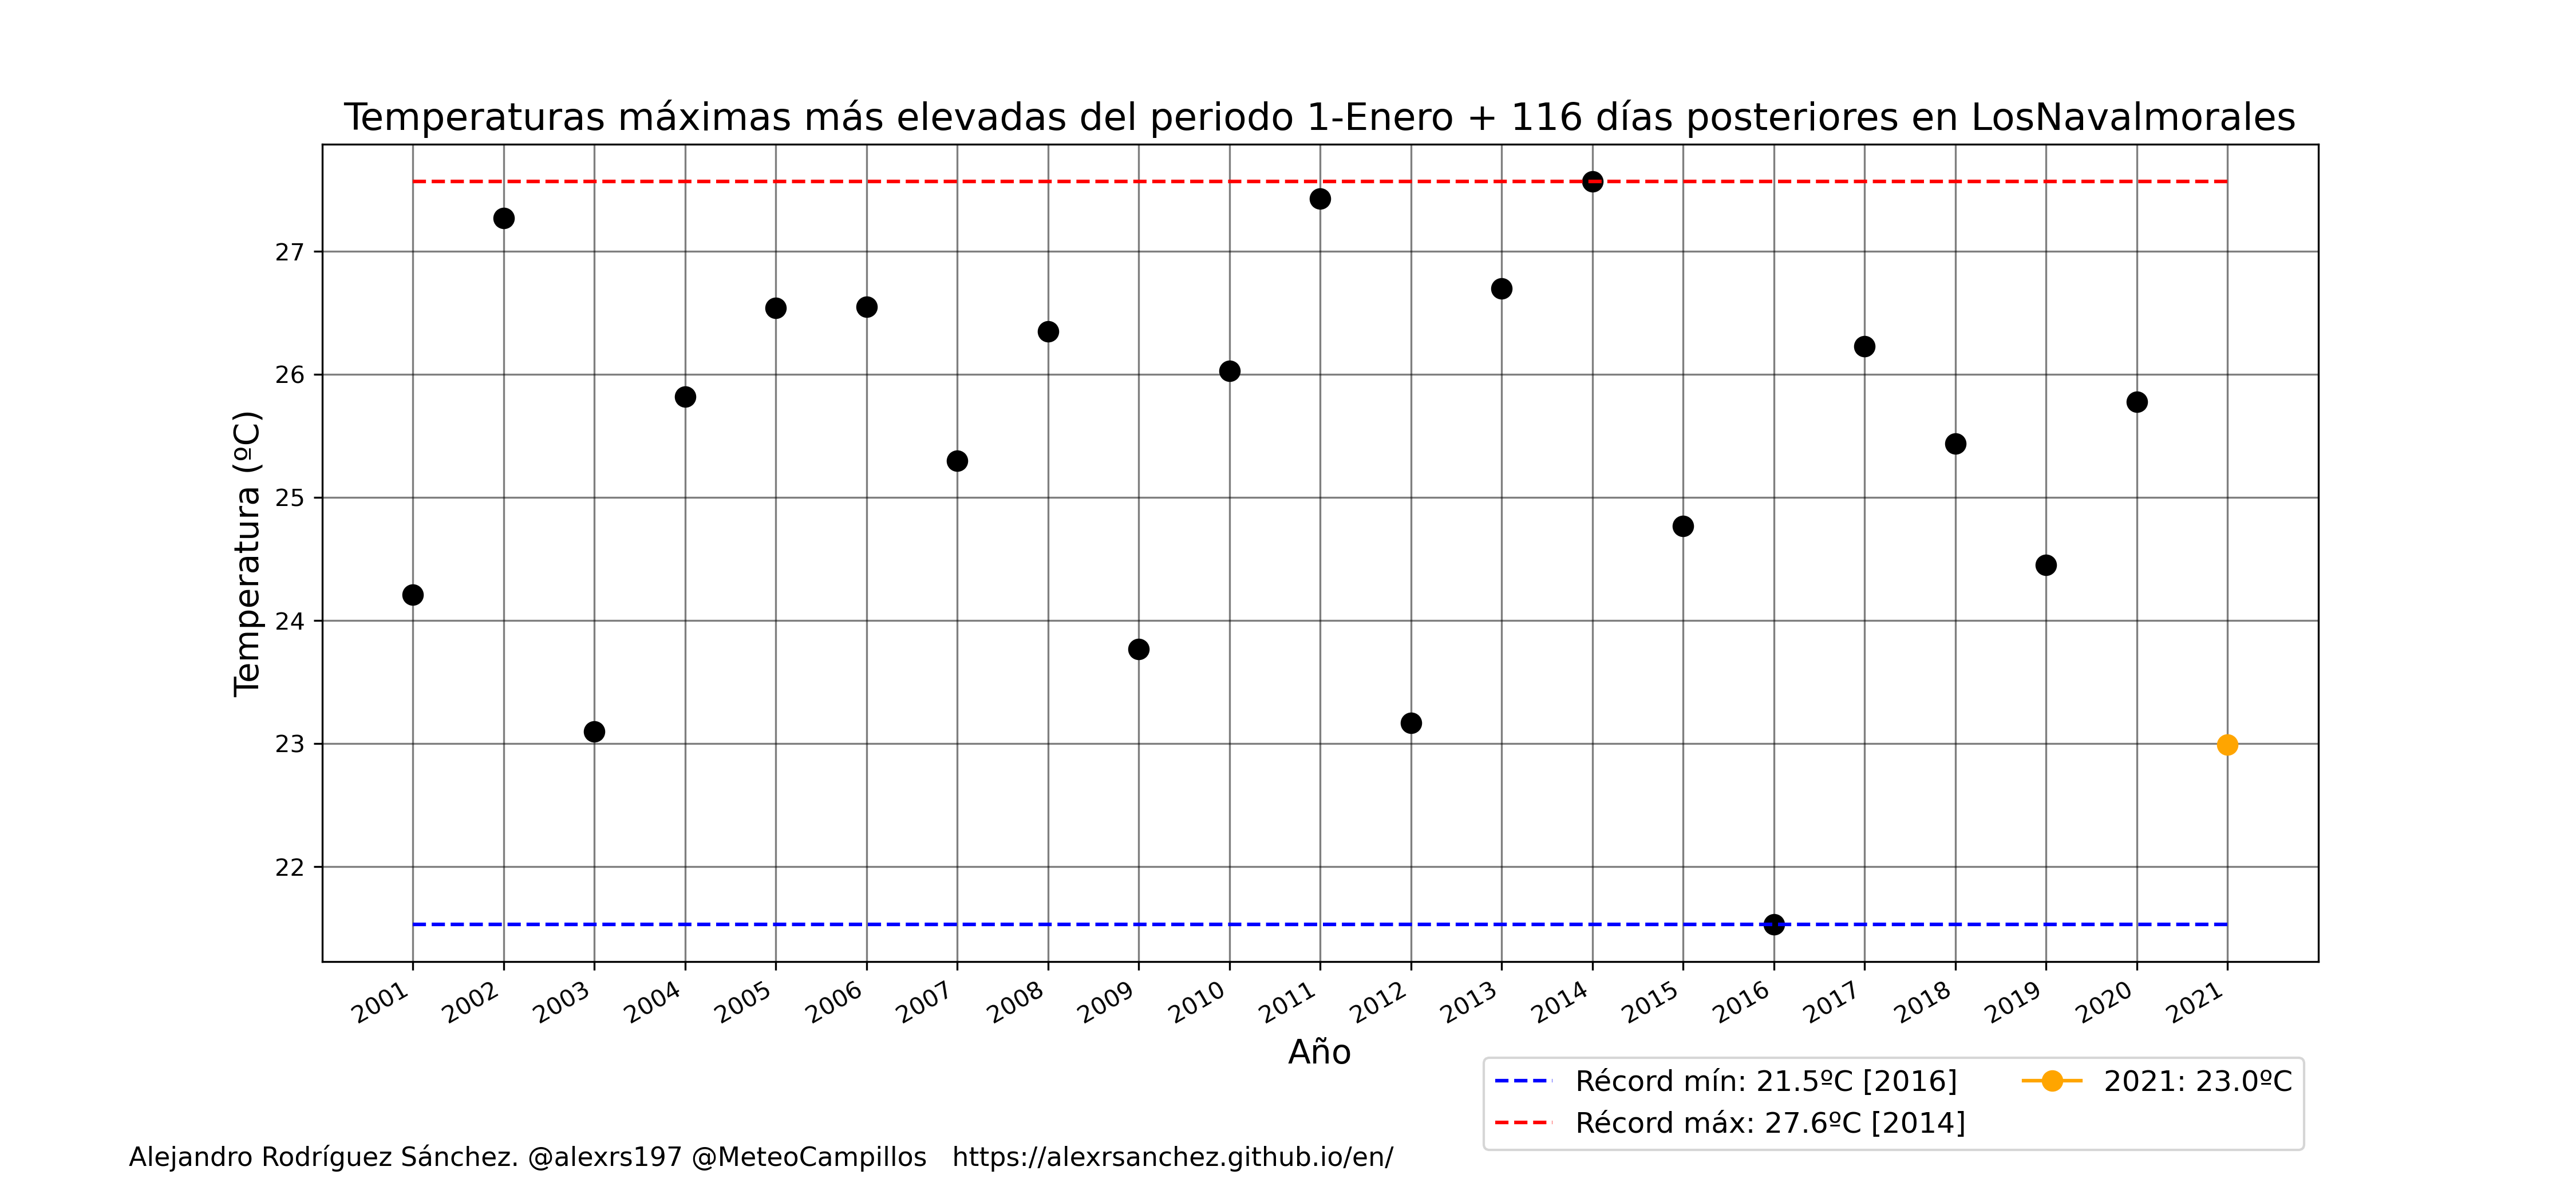 Temperaturas máximas más elevadas del periodo 1-Enero + 116 días posteriores en LosNavalmorales
Temperatura (ºC)
27
26
25
24
23
22
2001 2002 2003 2004 2005 2006 2007 2008 2009 2010 2011 2012 2013 2014 2015 2016 2017 2018 2019 2020 2021
Año
Récord mín: 21.5ºC [2016]
Récord máx: 27.6ºC [2014]
2021: 23.0ºC
Alejandro Rodríguez Sánchez. @alexrs197 @MeteoCampillos https://alexrsanchez.github.io/en/